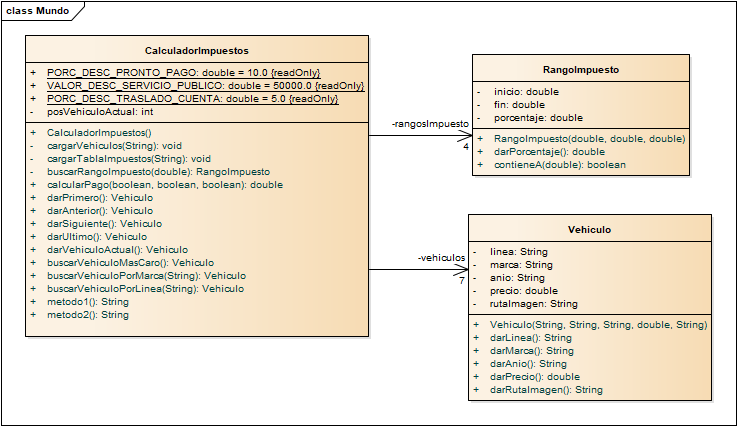 class Mundo
CalculadorImpuestos
+ PORC_DESC_PRONTO_PAGO: double = 10.0 {readOnly}
+ VALOR_DESC_SERVICIO_PUBLICO: double = 50000.0 {readOnly}
+ PORC_DESC_TRASLADO_CUENTA: double = 5.0 {readOnly}
- posVehiculoActual: int
+ CalculadorImpuestos()
- cargarVehiculos(String): void
- cargarTablaImpuestos(String): void
- buscarRangoImpuesto(double): RangoImpuesto
+ calcularPago(boolean, boolean, boolean): double
+ darPrimero(): Vehiculo
+ darAnterior(): Vehiculo
+ darSiguiente(): Vehiculo
+ darUltimo(): Vehiculo
+ darVehiculoActual(): Vehiculo
+ buscarVehiculoMasCaro(): Vehiculo
+ buscarVehiculoPorMarca(String): Vehiculo
+ buscarVehiculoPorLinea(String): Vehiculo
+ metodo1(): String
+ metodo2(): String
-rangosImpuesto
4
RangoImpuesto
- inicio: double
- fin: double
- porcentaje: double
+ RangoImpuesto(double, double, double)
+ darPorcentaje(): double
+ contieneA(double): boolean
-vehiculos
7
Vehiculo
- linea: String
- marca: String
- anio: String
- precio: double
- rutaImagen: String
+ Vehiculo(String, String, String, double, String)
+ darLinea(): String
+ darMarca(): String
+ darAnio(): String
+ darPrecio(): double
+ darRutaImagen(): String